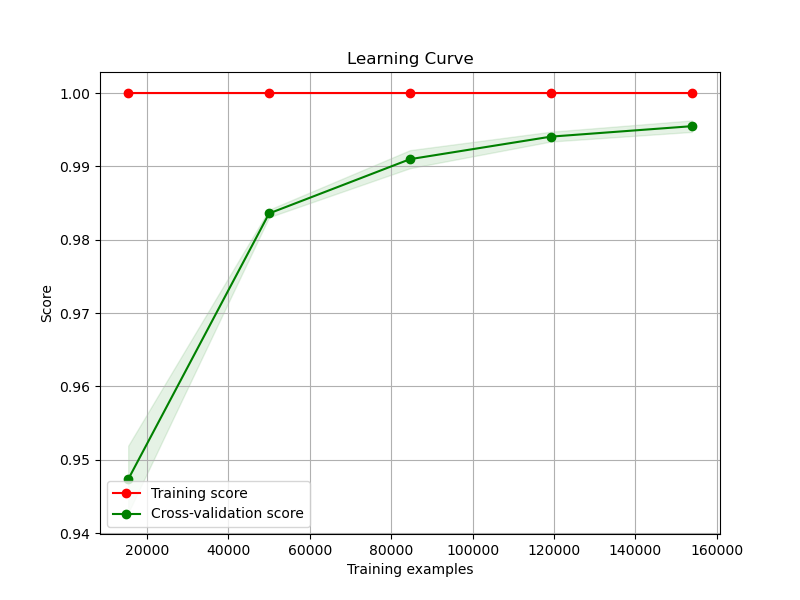 Learning Curve
1.00
0.99
0.98
0.97
0.96
0.95
0.94
Score
Training score
Cross-validation score
20000 40000 60000 80000 100000 120000 140000 160000
Training examples